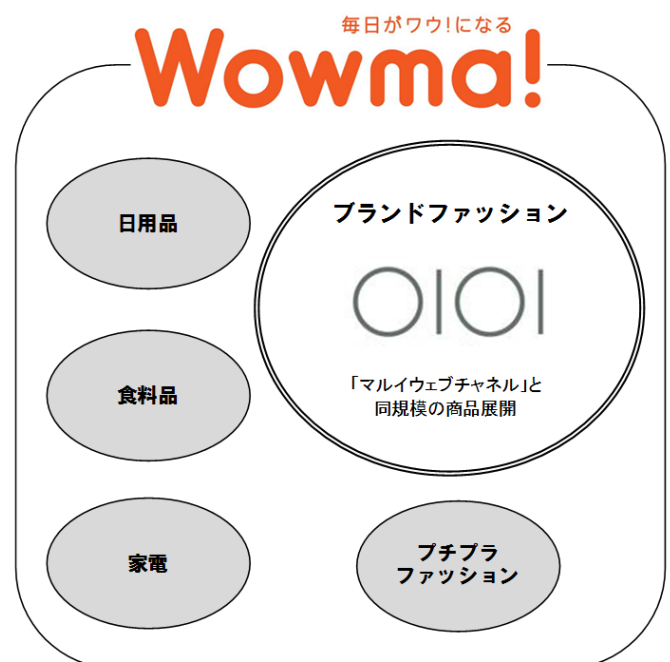 毎日がワウ!になる
Wowma!
日用品
ブランドファッション
OIOI
「マルイウェブチャネル」と
同規模の商品展開
食料品
家電
プチプラ
ファッション